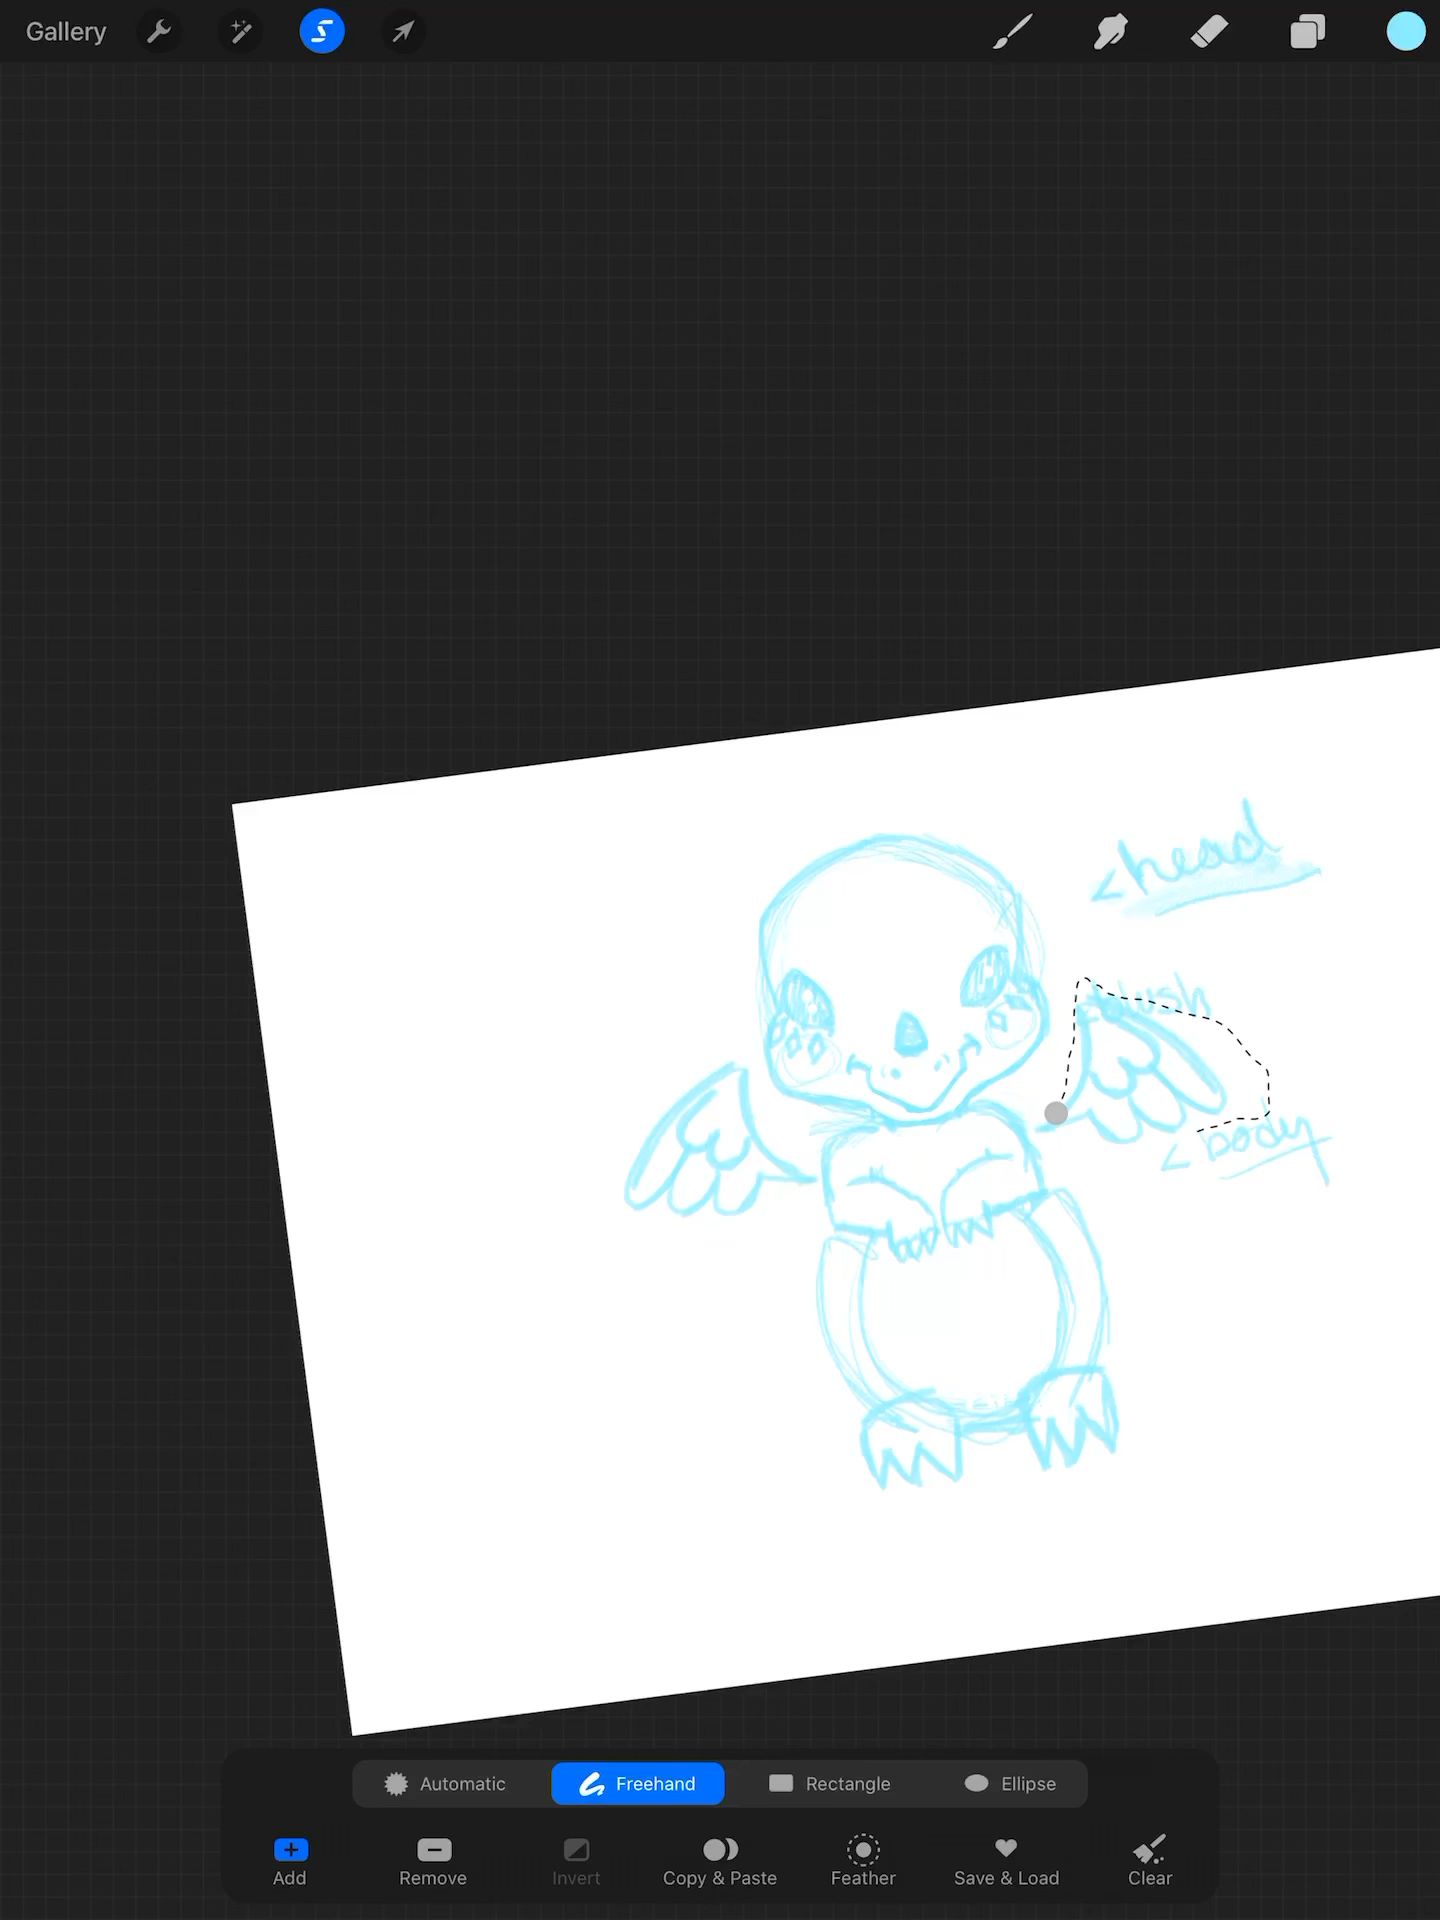 Gallery
<head
blush
<body
Automatic
Freehand
Rectangle
Ellipse
Add
Remove
Invert
Copy & Paste
Feather
Save & Load
Clear